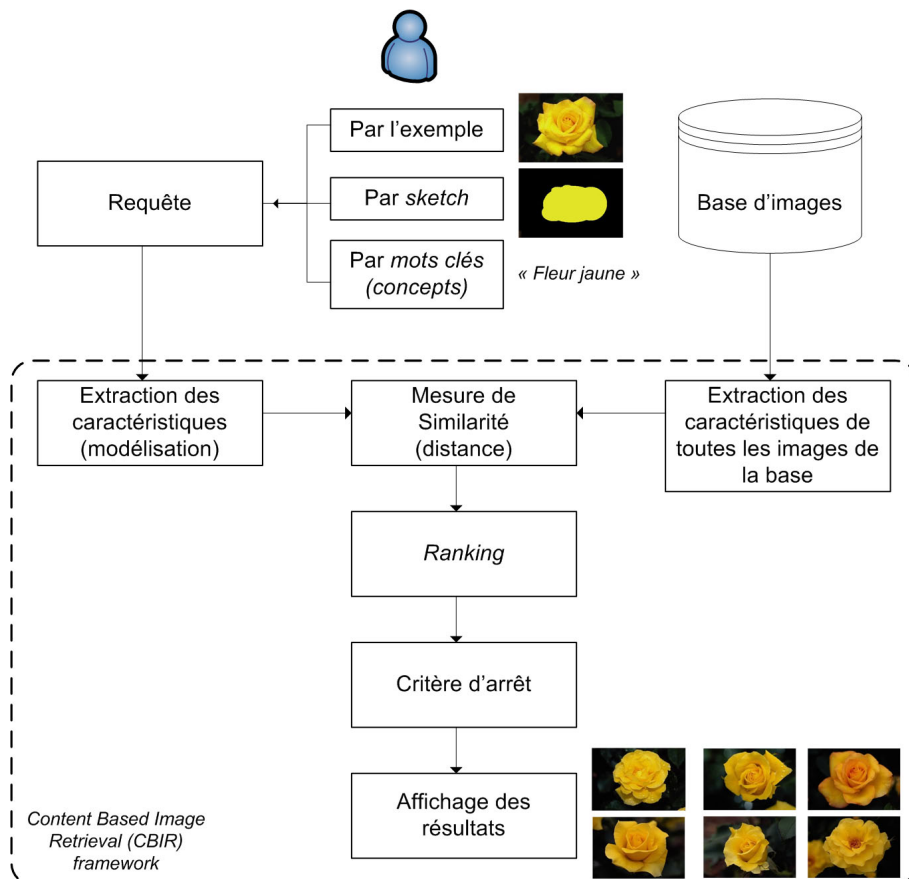 Par l'exemple
Requête
Par sketch
Base d'images
Par mots clés
(concepts)
« Fleur jaune »
Extraction des
caractéristiques
(modélisation)
Mesure de
Similarité
(distance)
Extraction des
caractéristiques de
toutes les images de
la base
Ranking
Critère d'arrêt
Affichage des
résultats
Content Based Image
Retrieval (CBIR)
framework